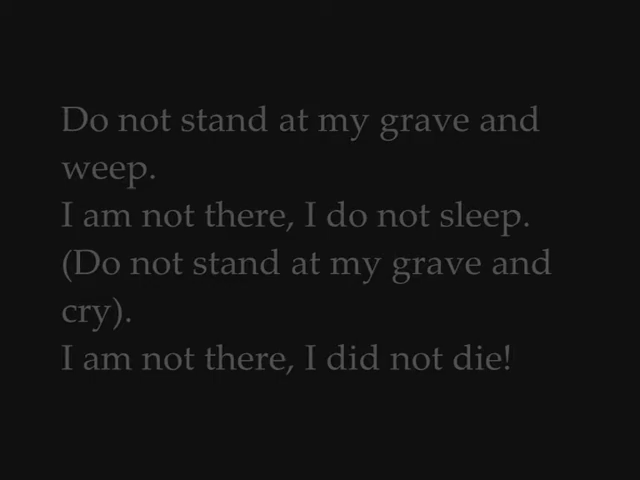 Do not stand at my grave and
weep.
I am not there, I do not sleep.
(Do not stand at my grave and
cry).
I am not there, I did not die!